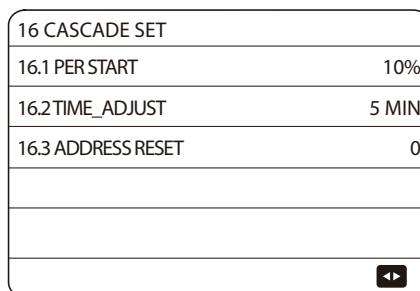 16 CASCADE SET
16.1 PER START 10%
16.2 TIME_ADJUST 5 MIN
16.3 ADDRESS RESET 0